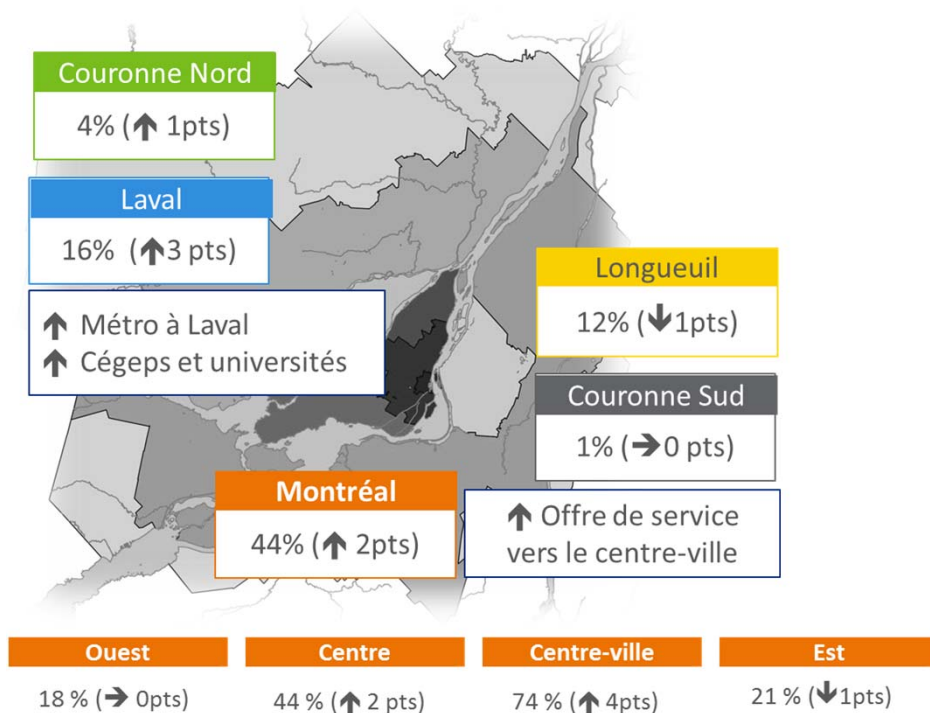 Couronne Nord
4% (↑ 1pts)
Laval
16% (↑3 pts)
↑ Métro à Laval
↑ Cégeps et universités
Longueuil
12% (↓1pts)
Couronne Sud
1% (→0 pts)
Montréal
44% (↑ 2pts)
↑ Offre de service
vers le centre-ville
Ouest
18 % (→ 0pts)
Centre
44 % (↑ 2 pts)
Centre-ville
74 % (↑ 4pts)
Est
21 % (↓1pts)